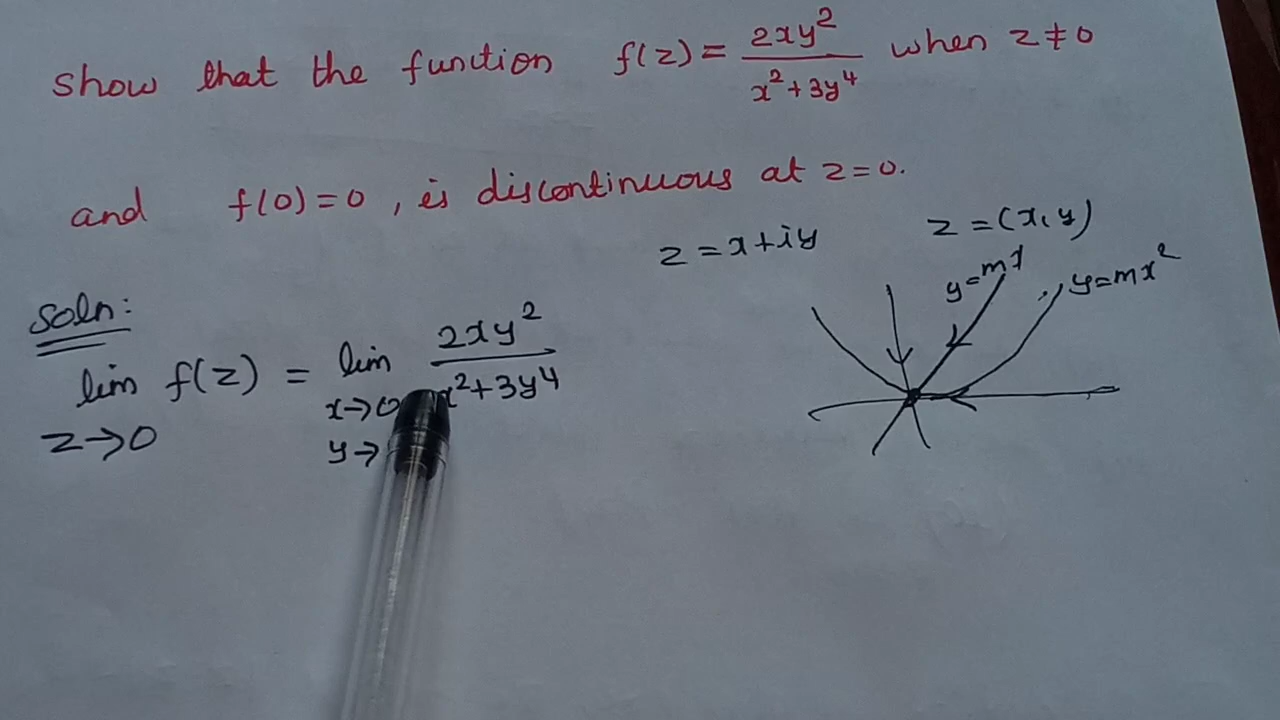 show that the function f(z) = 2xy² / x² + 3y⁴ when z ≠ 0
and f(0) = 0 , is discontinuous at z = 0.
z = x + iy z = (x, y)
y = mx y = mx²
Soln:
lim f(z) = lim 2xy² / x² + 3y⁴
z → 0 x → 0
y →